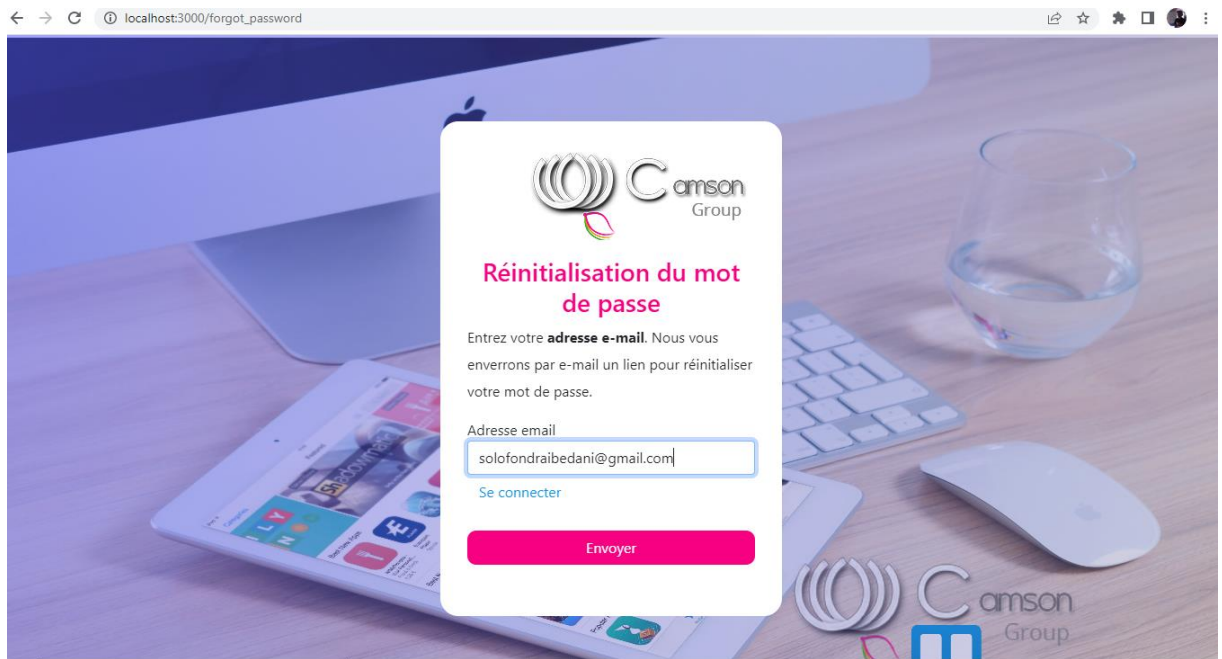 localhost:3000/forgot_password
Camson
Group
Réinitialisation du mot
de passe
Entrez votre adresse e-mail. Nous vous
enverrons par e-mail un lien pour réinitialiser
votre mot de passe.
Adresse email
solofondraibedani@gmail.com
Se connecter
Envoyer
Shadowmatic
Camson
Group